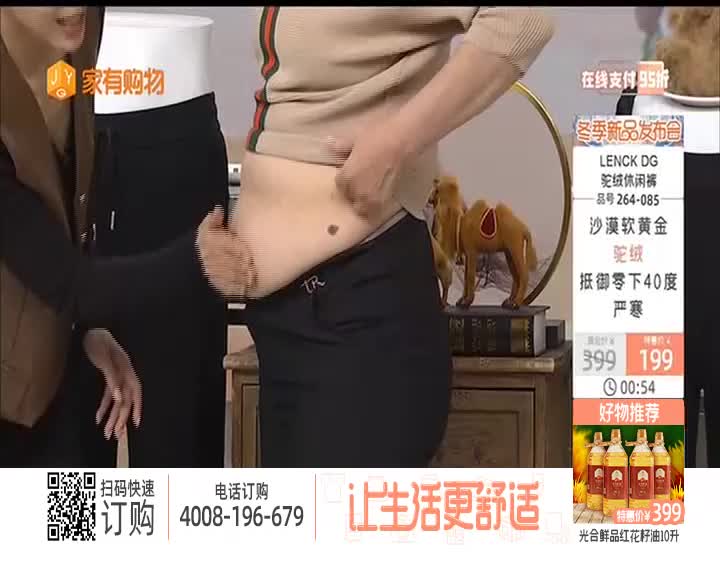 JYG
家有购物
在线支付95折
冬季新品发布会
LENCK DG
驼绒休闲裤
品号 264-085
沙漠软黄金
驼绒
抵御零下40度
严寒
特惠价¥
399
199
00:54
好物推荐
特惠价¥399
光合鲜品红花籽油10升
扫码快速
订购
电话订购
4008-196-679
让生活更舒适